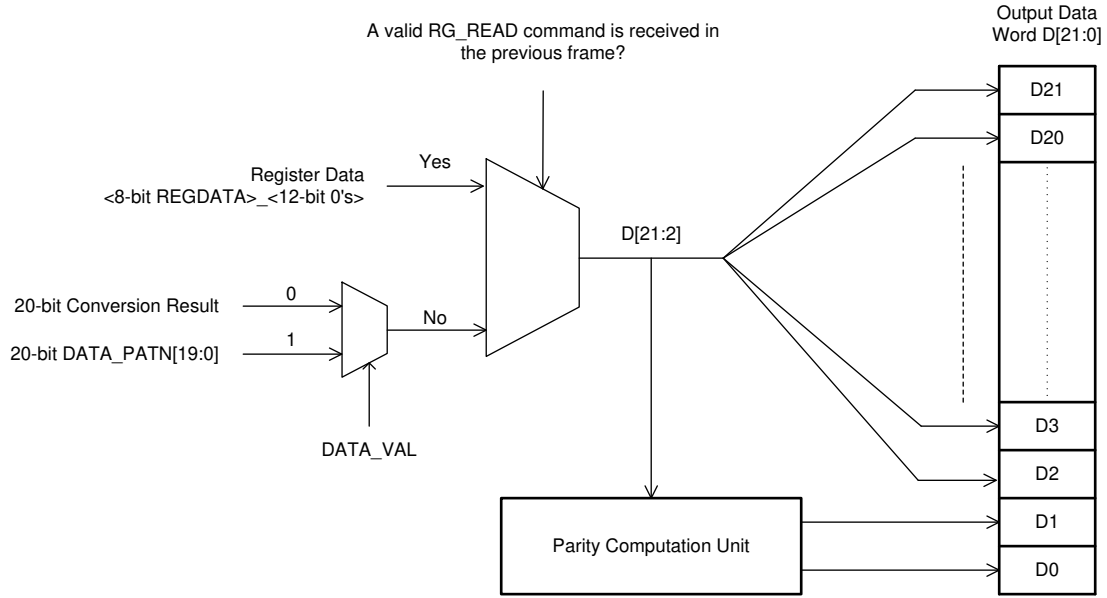 Output Data
Word D[21:0]
A valid RG_READ command is received in
the previous frame?
D21
D20
Yes
Register Data
<8-bit REGDATA>_<12-bit 0's>
D[21:2]
20-bit Conversion Result
0
No
20-bit DATA_PATN[19:0]
1
DATA_VAL
D3
D2
D1
Parity Computation Unit
D0